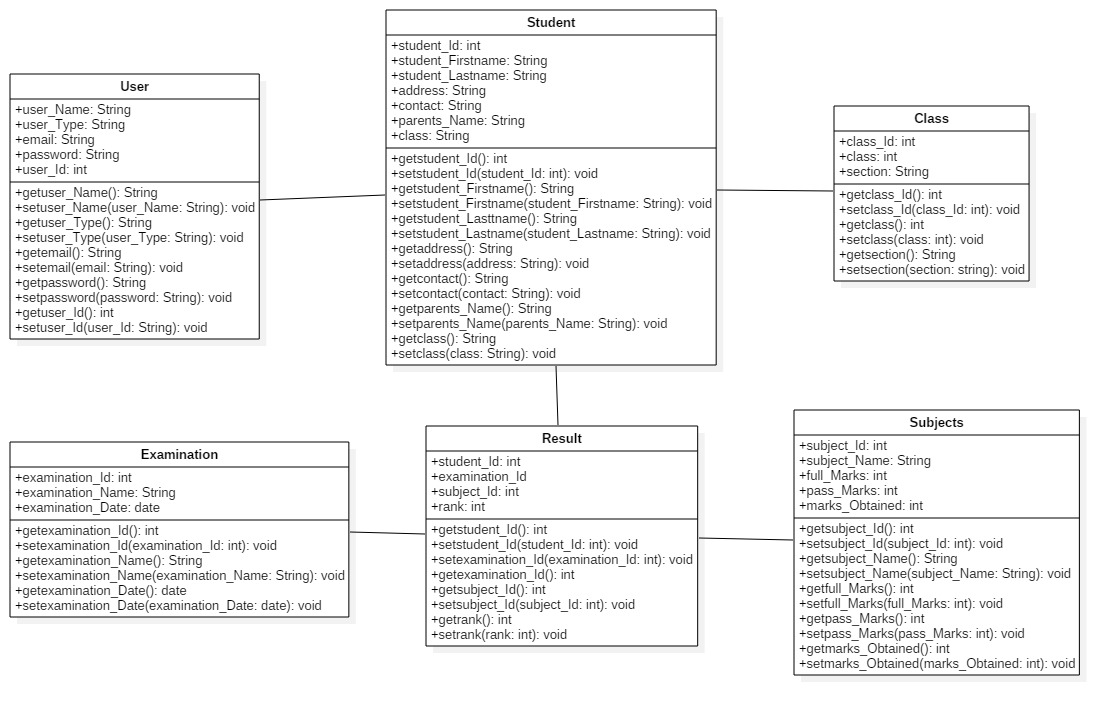 Student
+student_Id: int
+student_Firstname: String
+student_Lastname: String
+address: String
+contact: String
+parents_Name: String
+class: String
+getstudent_Id(): int
+setstudent_Id(student_Id: int): void
+getstudent_Firstname(): String
+setstudent_Firstname(student_Firstname: String): void
+getstudent_Lasttname(): String
+setstudent_Lastname(student_Lastname: String): void
+getaddress(): String
+setaddress(address: String): void
+getcontact(): String
+setcontact(contact: String): void
+getparents_Name(): String
+setparents_Name(parents_Name: String): void
+getclass(): String
+setclass(class: String): void
User
+user_Name: String
+user_Type: String
+email: String
+password: String
+user_Id: int
+getuser_Name(): String
+setuser_Name(user_Name: String): void
+getuser_Type(): String
+setuser_Type(user_Type: String): void
+getemail(): String
+setemail(email: String): void
+getpassword(): String
+setpassword(password: String): void
+getuser_Id(): int
+setuser_Id(user_Id: String): void
Class
+class_Id: int
+class: int
+section: String
+getclass_Id(): int
+setclass_Id(class_Id: int): void
+getclass(): int
+setclass(class: int): void
+getsection(): String
+setsection(section: string): void
Examination
+examination_Id: int
+examination_Name: String
+examination_Date: date
+getexamination_Id(): int
+setexamination_Id(examination_Id: int): void
+getexamination_Name(): String
+setexamination_Name(examination_Name: String): void
+getexamination_Date(): date
+setexamination_Date(examination_Date: date): void
Result
+student_Id: int
+examination_Id
+subject_Id: int
+rank: int
+getstudent_Id(): int
+setstudent_Id(student_Id: int): void
+setexamination_Id(examination_Id: int): void
+getexamination_Id(): int
+getsubject_Id(): int
+setsubject_Id(subject_Id: int): void
+getrank(): int
+setrank(rank: int): void
Subjects
+subject_Id: int
+subject_Name: String
+full_Marks: int
+pass_Marks: int
+marks_Obtained: int
+getsubject_Id(): int
+setsubject_Id(subject_Id: int): void
+getsubject_Name(): String
+setsubject_Name(subject_Name: String): void
+getfull_Marks(): int
+setfull_Marks(full_Marks: int): void
+getpass_Marks(): int
+setpass_Marks(pass_Marks: int): void
+getmarks_Obtained(): int
+setmarks_Obtained(marks_Obtained: int): void